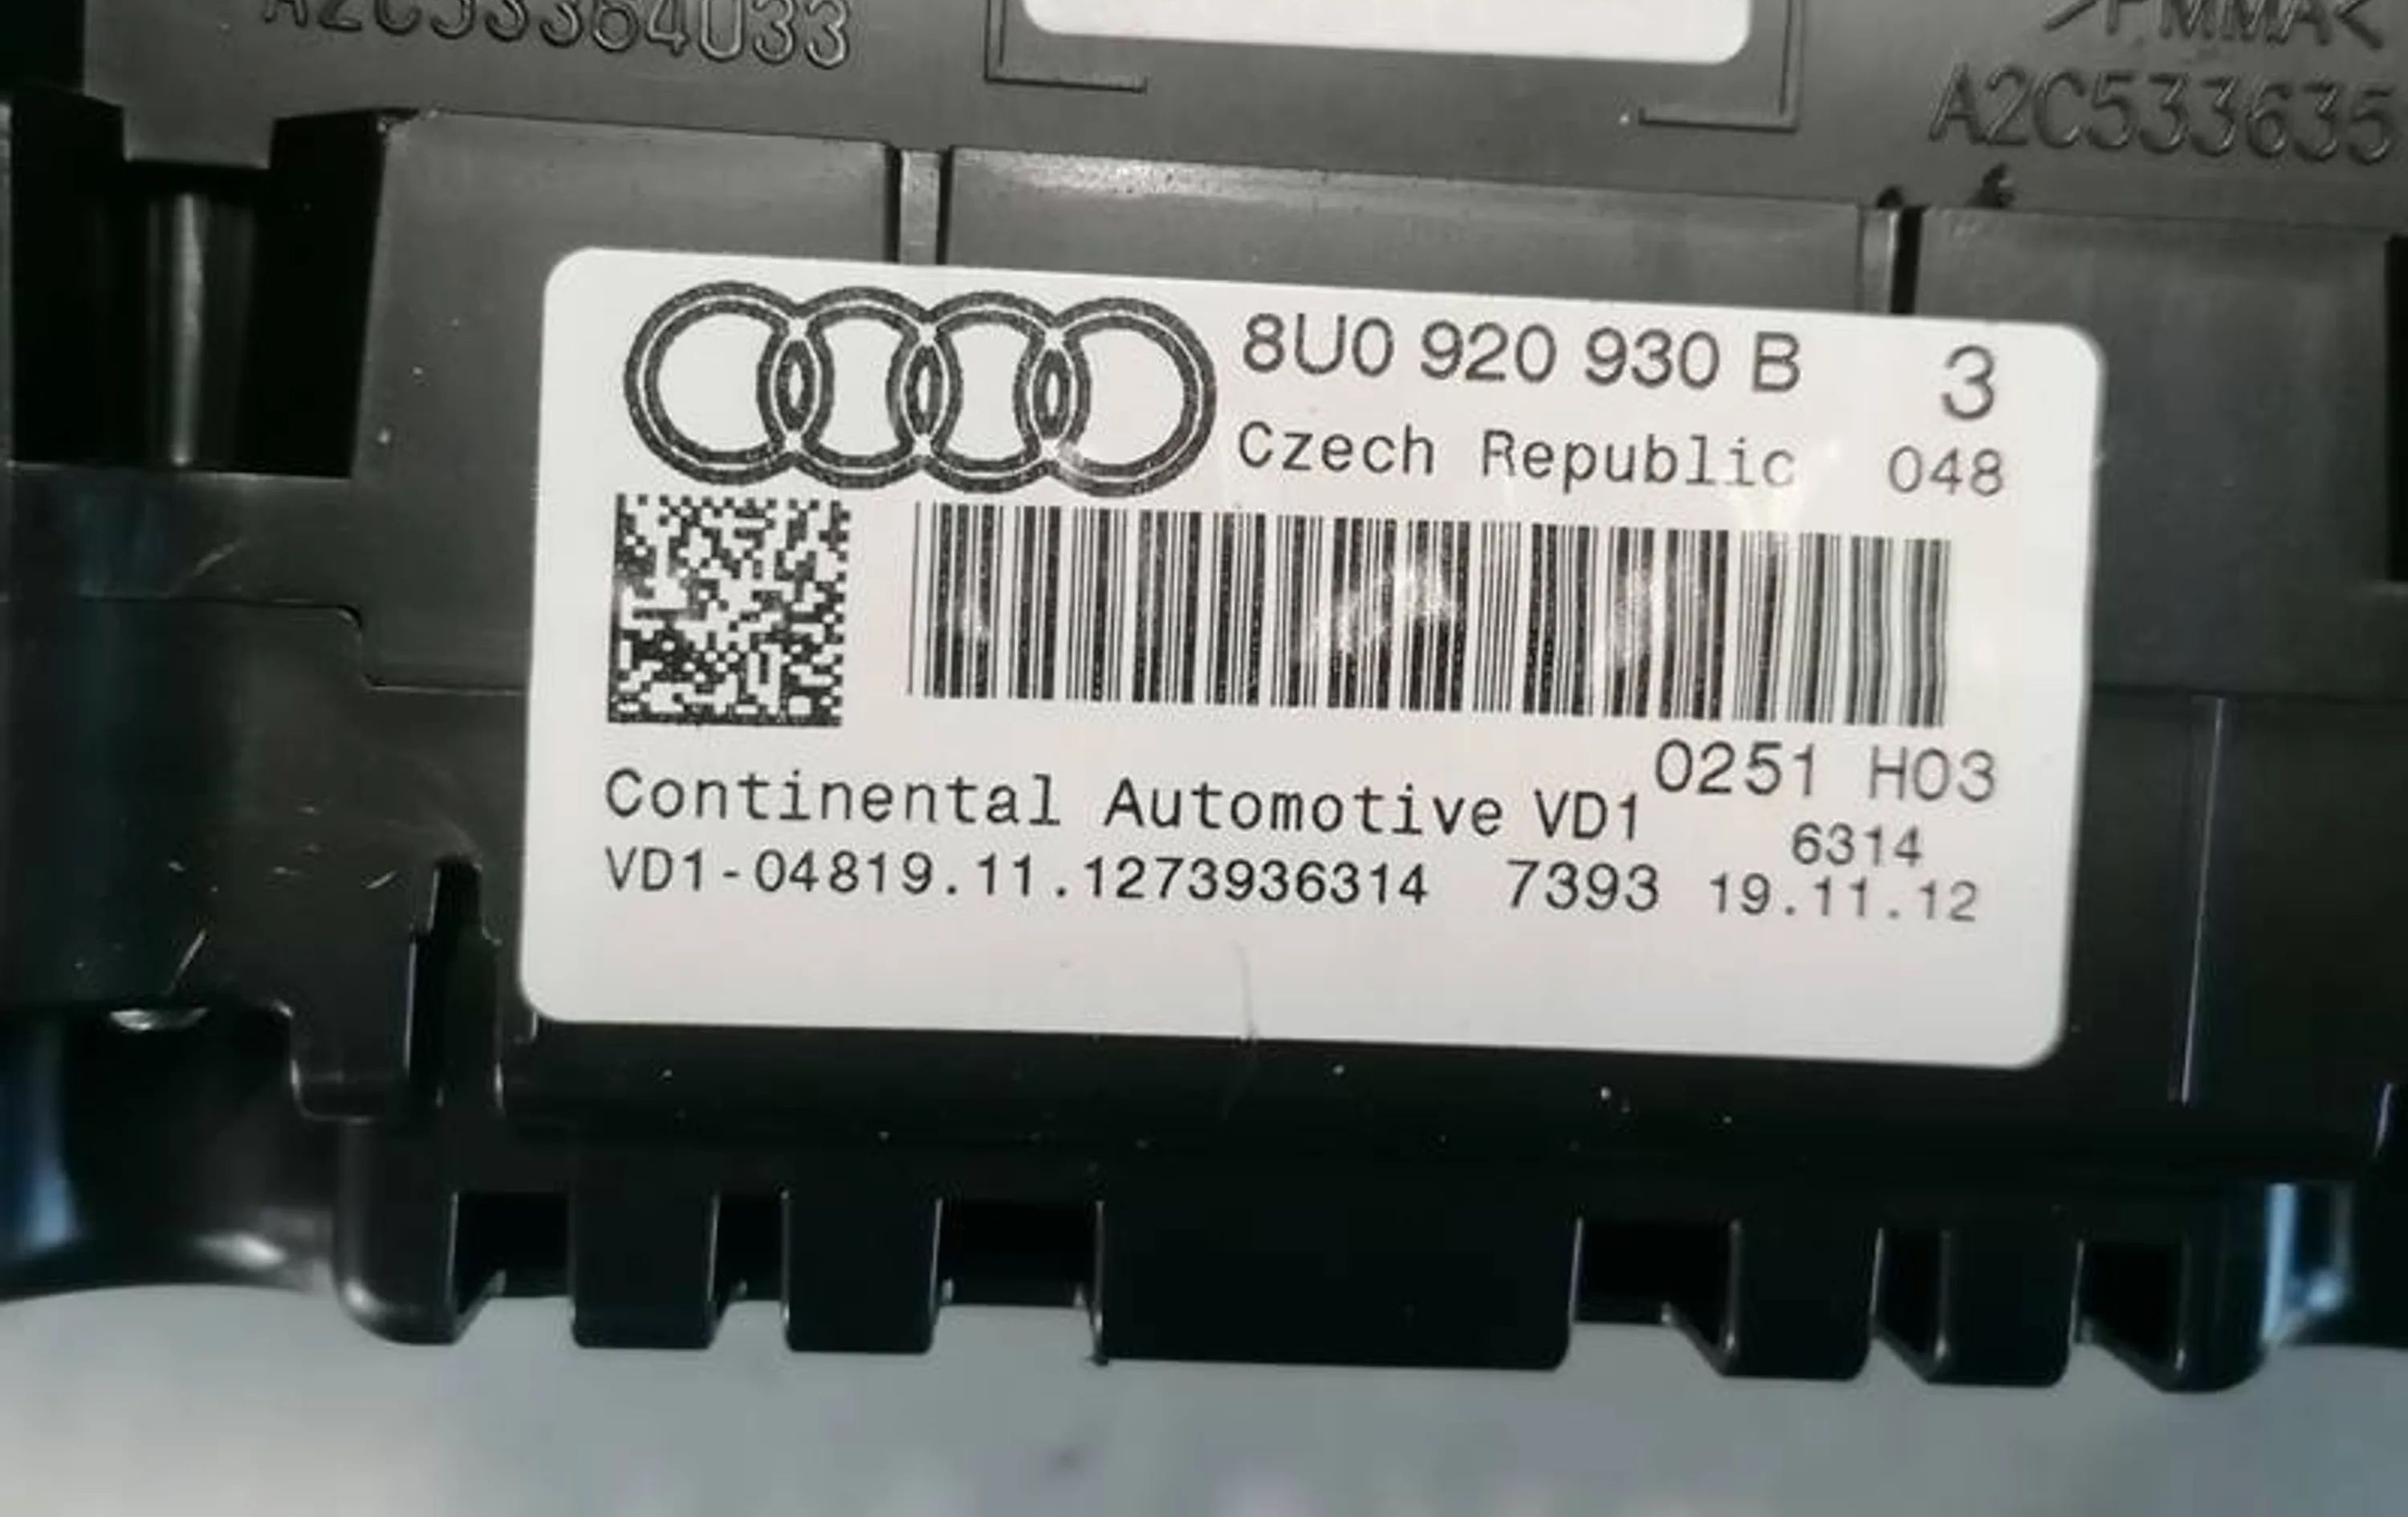 A2C53364033
>PMMA<
A2C533635
8U0 920 930 B 3
Czech Republic 048
0251 H03
Continental Automotive VD1
6314
VD1-04819.11.1273936314 7393 19.11.12